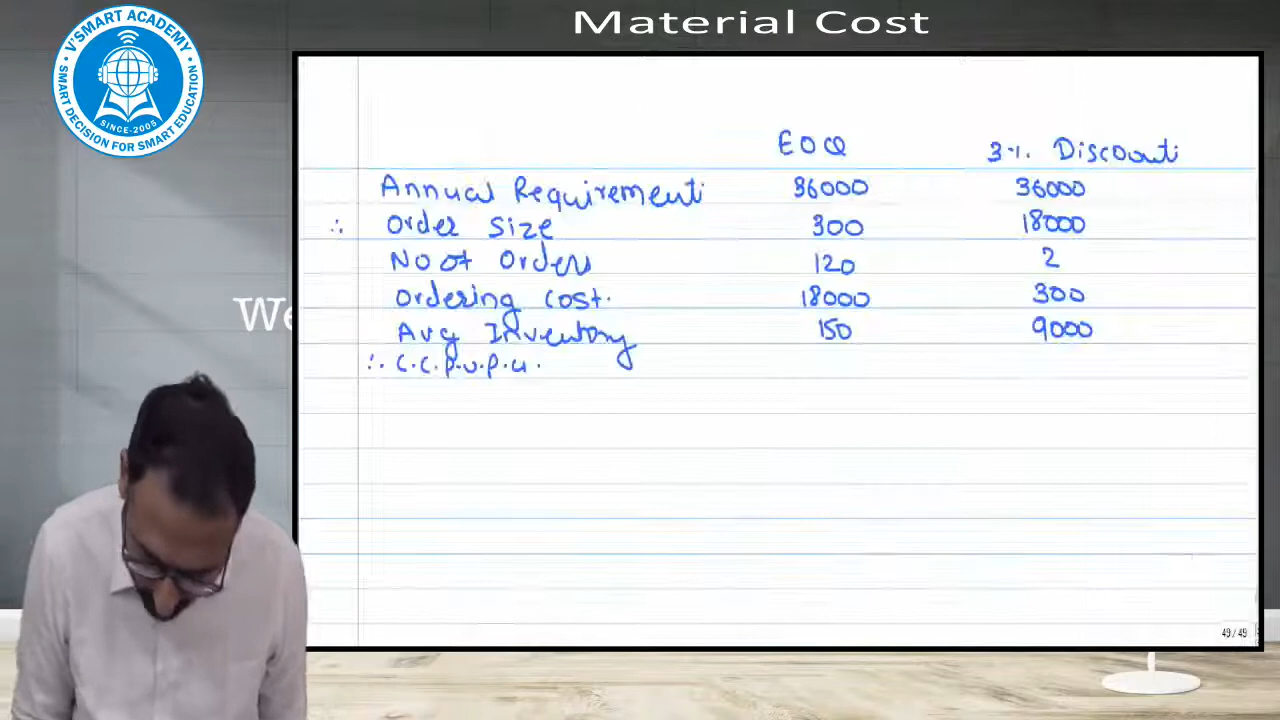 Material Cost
V'SMART ACADEMY
SINCE-2005
SMART DECISION FOR SMART EDUCATION
We
EOQ 3%. Discount
Annual Requirement 36000 36000
∴ Order Size 300 18000
No of Orders 120 2
Ordering Cost. 18000 300
Avg Inventory 150 9000
∴ C.C.P.U.P.a.
49/49